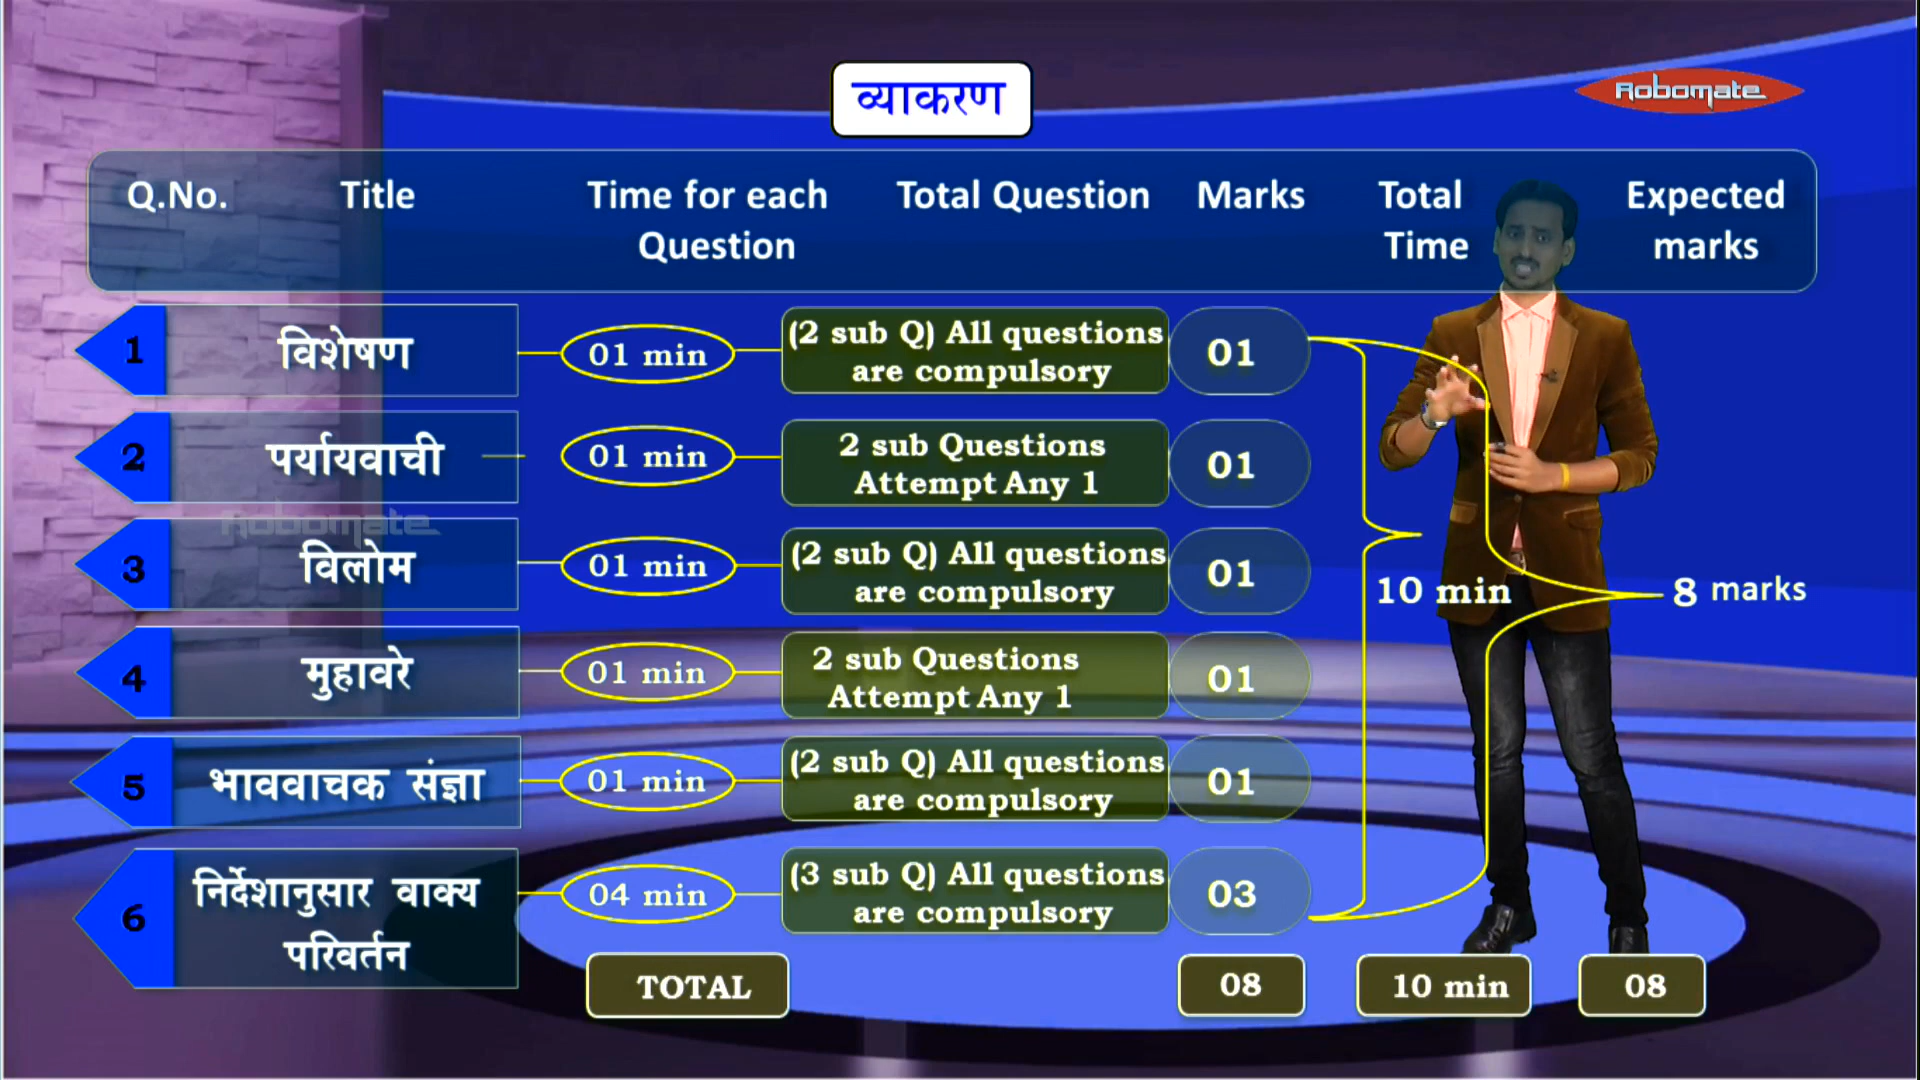 व्याकरण
Robomate
Q.No. Title Time for each Total Question Marks Total Expected
Question Time marks
1 विशेषण 01 min (2 sub Q) All questions 01
are compulsory
2 पर्यायवाची 01 min 2 sub Questions 01
Attempt Any 1
Robomate
3 विलोम 01 min (2 sub Q) All questions 01
are compulsory
10 min 8 marks
4 मुहावरे 01 min 2 sub Questions 01
Attempt Any 1
5 भाववाचक संज्ञा 01 min (2 sub Q) All questions 01
are compulsory
6 निर्देशानुसार वाक्य 04 min (3 sub Q) All questions 03
परिवर्तन are compulsory
TOTAL 08 10 min 08